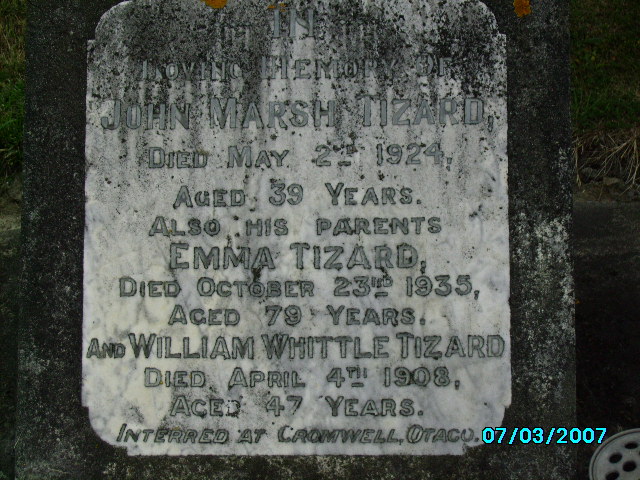 IN
LOVING MEMORY OF
JOHN MARSH TIZARD,
DIED MAY 2ND 1924,
AGED 39 YEARS.
ALSO HIS PARENTS
EMMA TIZARD,
DIED OCTOBER 23RD 1935,
AGED 79 YEARS.
AND WILLIAM WHITTLE TIZARD
DIED APRIL 4TH 1908,
AGED 47 YEARS.
INTERRED AT CROMWELL, OTAGO.
07/03/2007